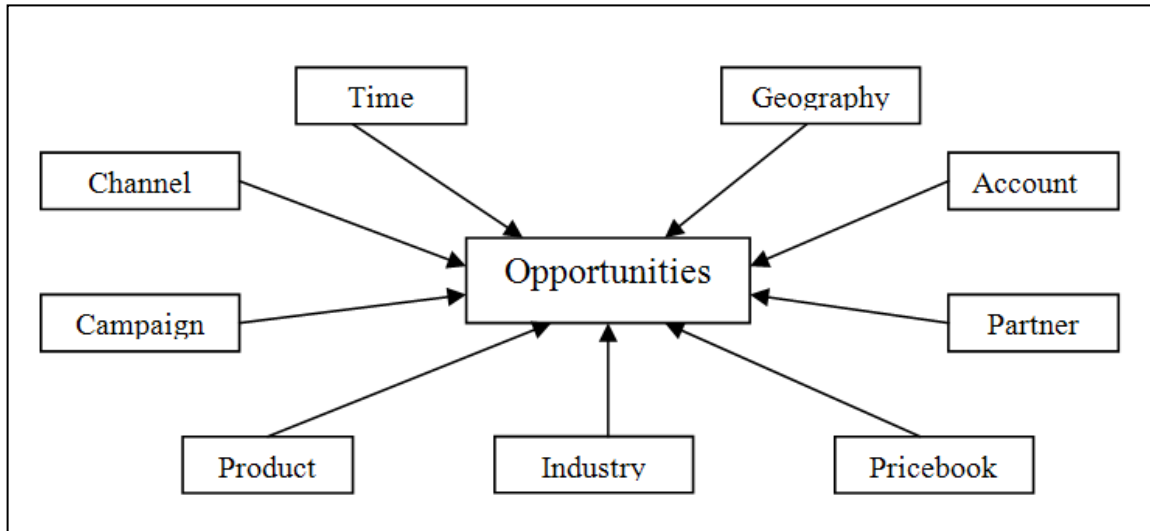 Time
Geography
Channel
Account
Opportunities
Campaign
Partner
Product
Industry
Pricebook